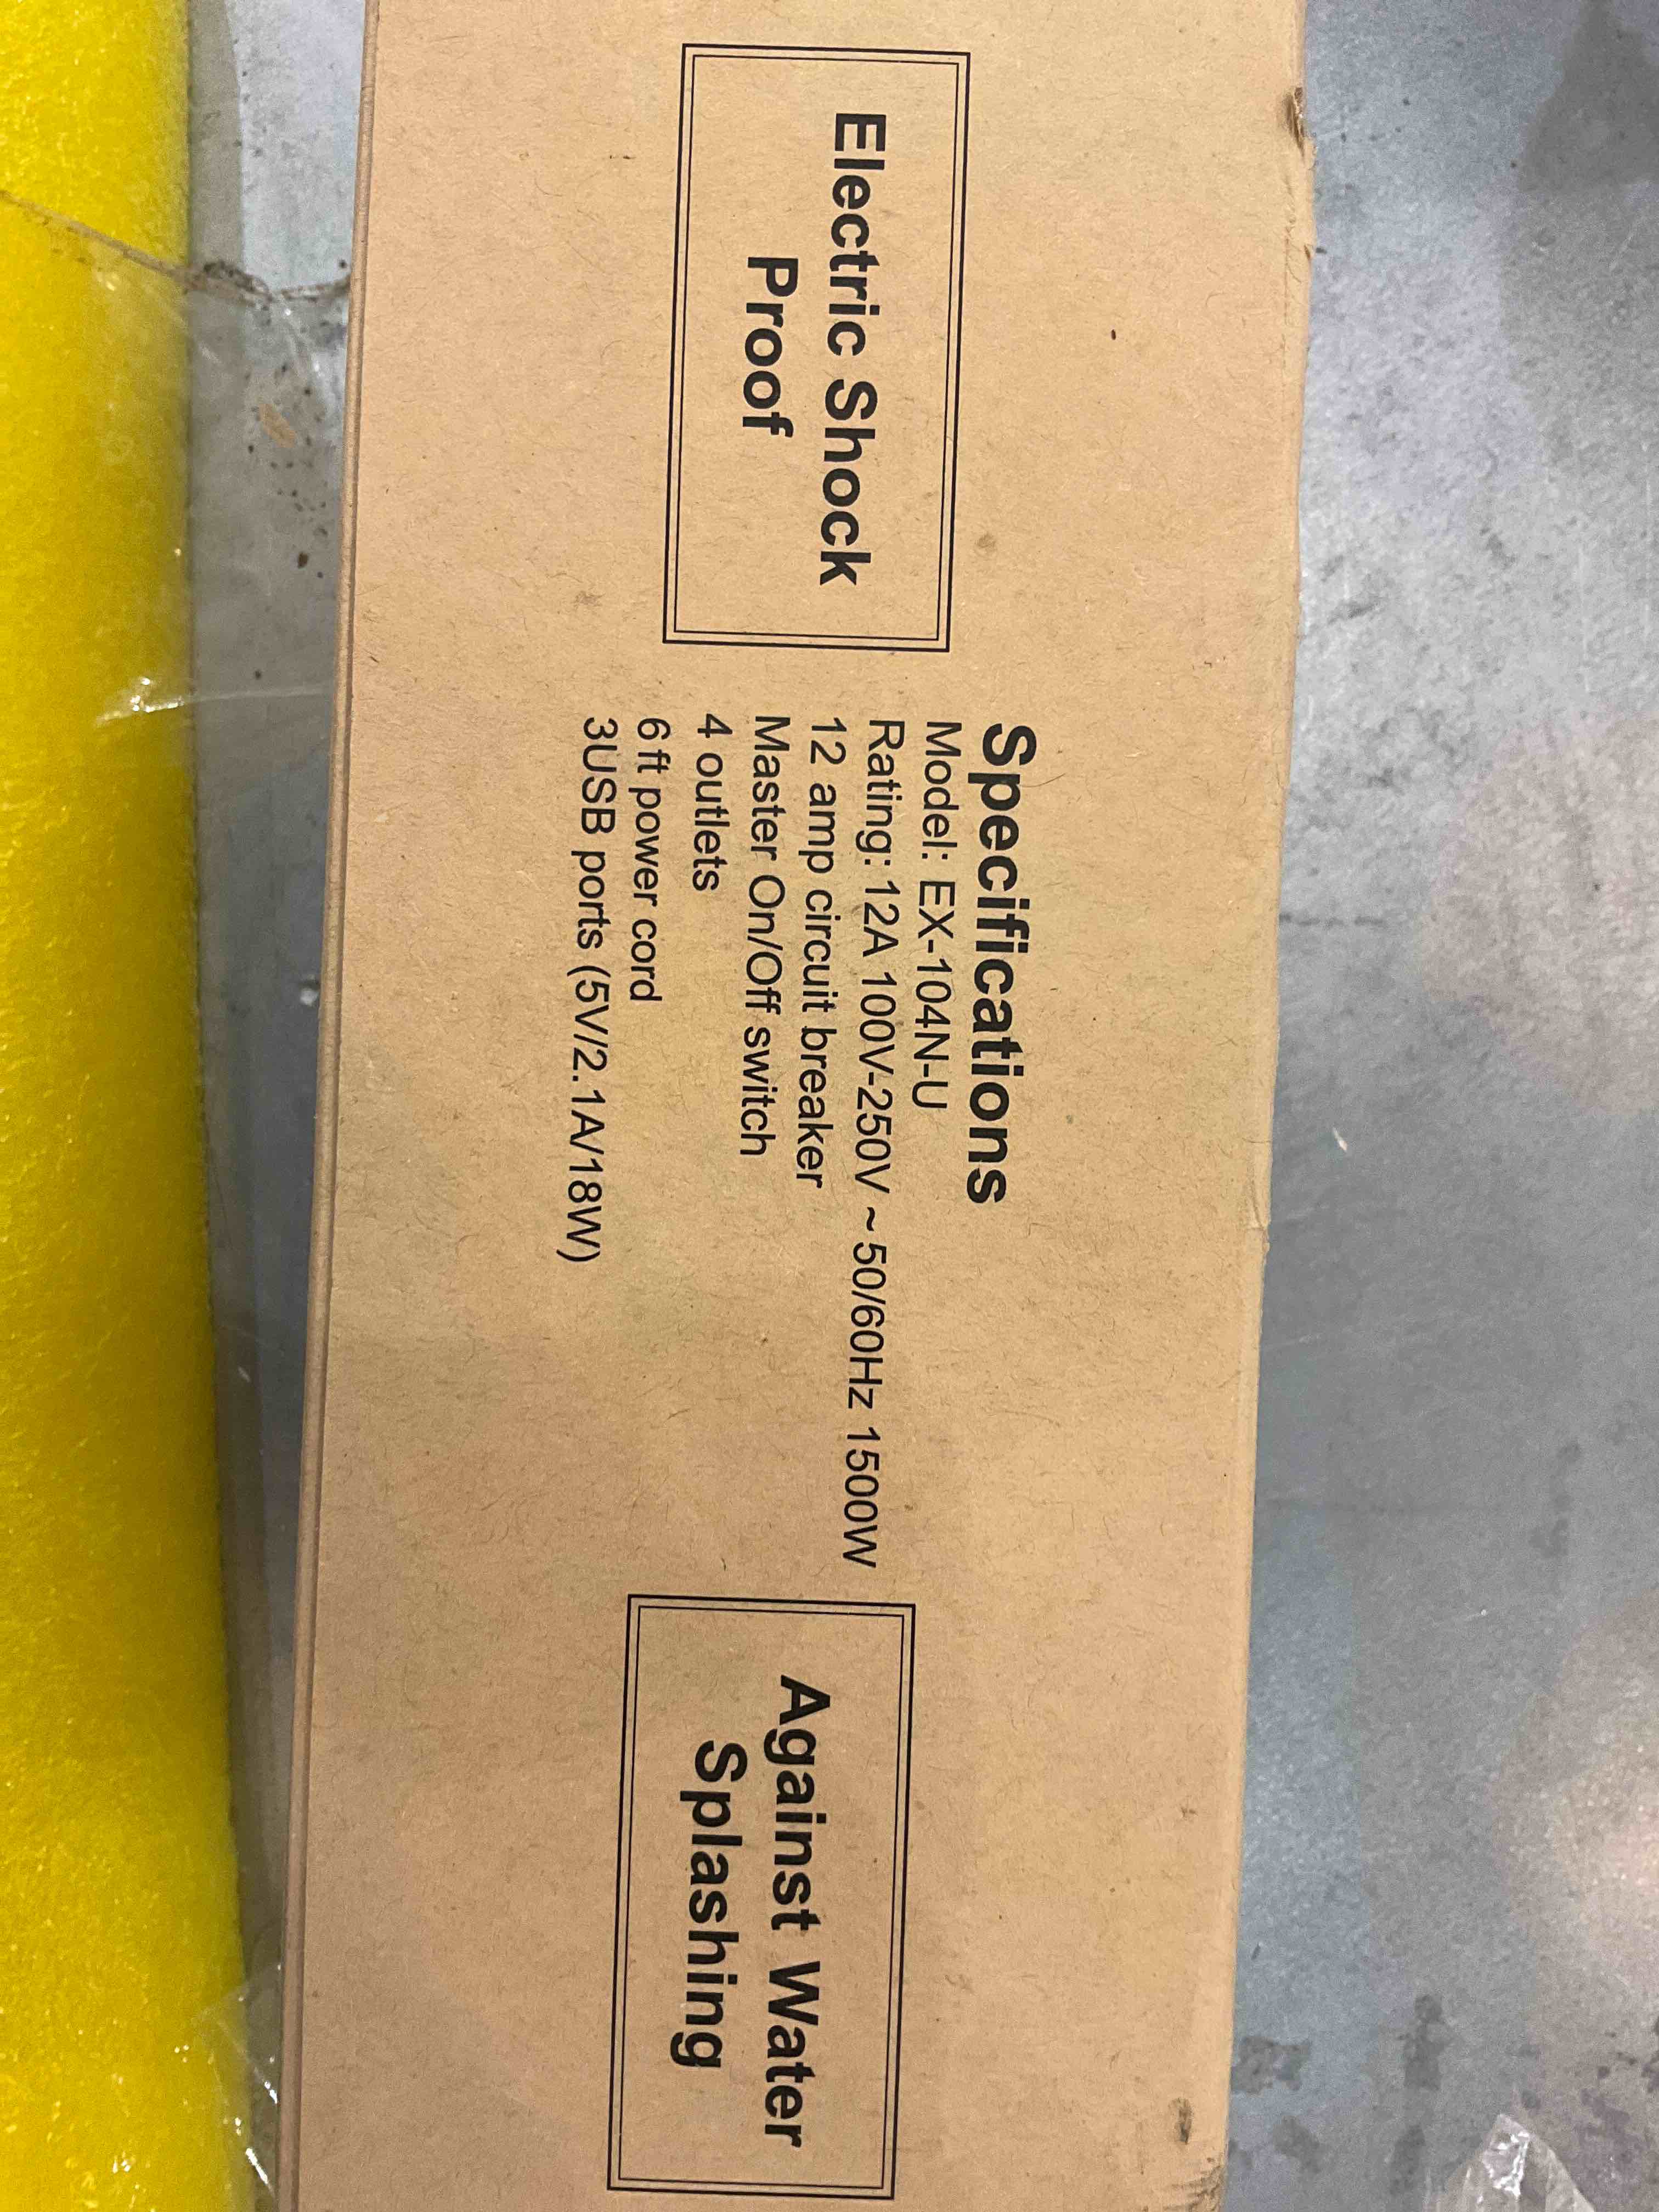 Electric Shock
Proof
Specifications
Model: EX-104N-U
Rating: 12A 100V-250V ~ 50/60Hz 1500W
12 amp circuit breaker
Master On/Off switch
4 outlets
6 ft power cord
3USB ports (5V/2.1A/18W)
Against Water
Splashing